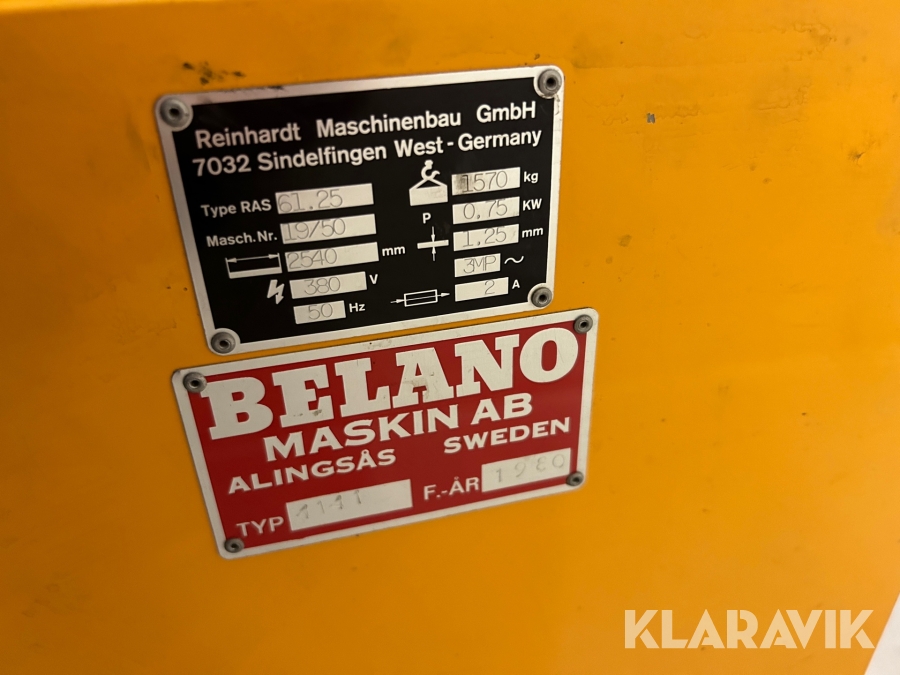 Reinhardt Maschinenbau GmbH
7032 Sindelfingen West-Germany
Type RAS 61.25
Masch.Nr. 19/50
2540 mm
380 V
50 Hz
1570 kg
P 0,75 KW
1,25 mm
3MP ~
2 A
BELANO
MASKIN AB
ALINGSÅS SWEDEN
TYP 1111 F.-ÅR 1980
KLARAVIK